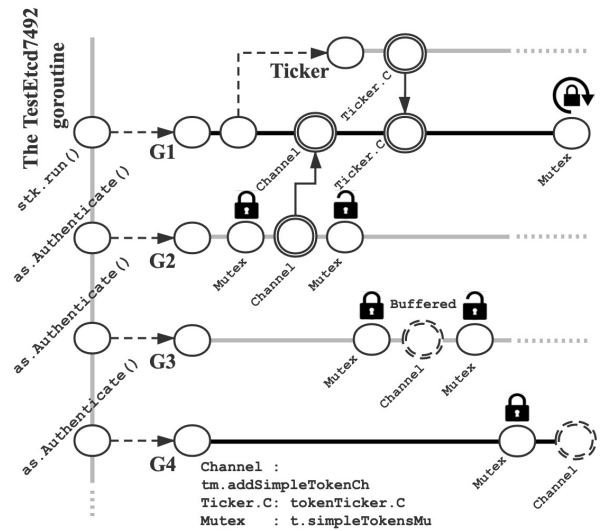 The TestEtcd7492
goroutine
Ticker
Ticker.C
stk.run()
G1
Channel
Ticker.C
Mutex
as.Authenticate()
G2
Mutex
Channel
Mutex
as.Authenticate()
G3
Buffered
Mutex
Channel
Mutex
as.Authenticate()
G4
Mutex
Channel
Channel :
tm.addSimpleTokenCh
Ticker.C: tokenTicker.C
Mutex : t.simpleTokensMu